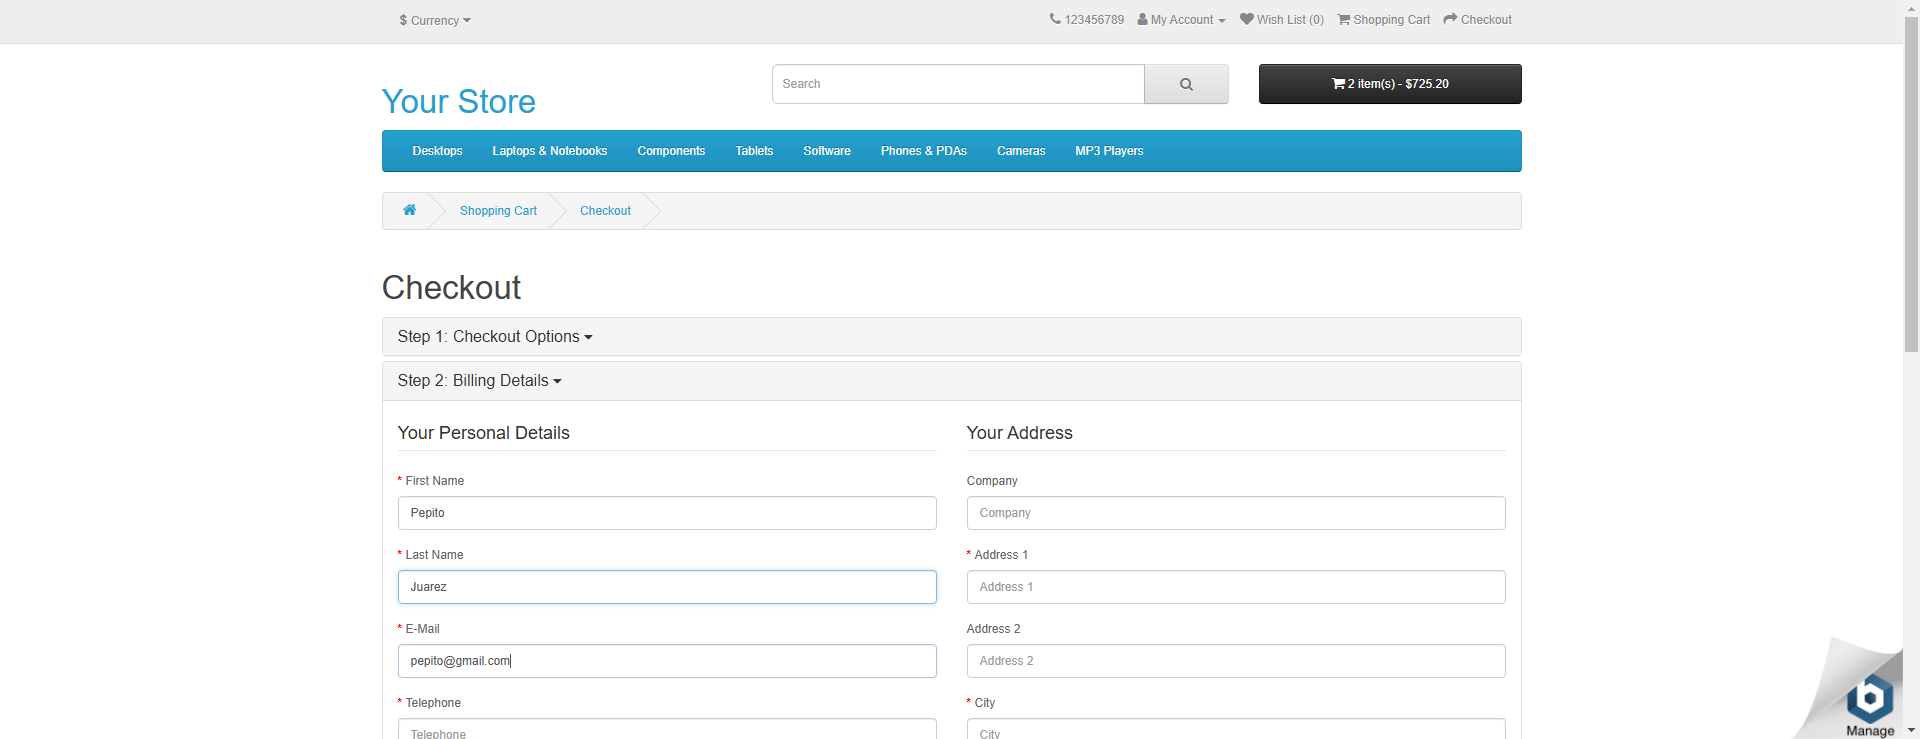 $ Currency
123456789 My Account Wish List (0) Shopping Cart Checkout
Your Store
Search
2 item(s) - $725.20
Desktops Laptops & Notebooks Components Tablets Software Phones & PDAs Cameras MP3 Players
Shopping Cart Checkout
Checkout
Step 1: Checkout Options
Step 2: Billing Details
Your Personal Details
* First Name
Pepito
* Last Name
Juarez
* E-Mail
pepito@gmail.com
* Telephone
Telephone
Your Address
Company
Company
* Address 1
Address 1
Address 2
Address 2
* City
City
Manage